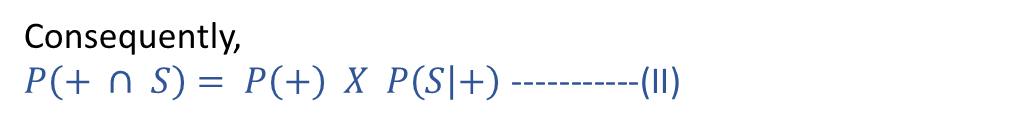 Consequently,
P(+ ∩ S) = P(+) X P(S|+) -----------(II)